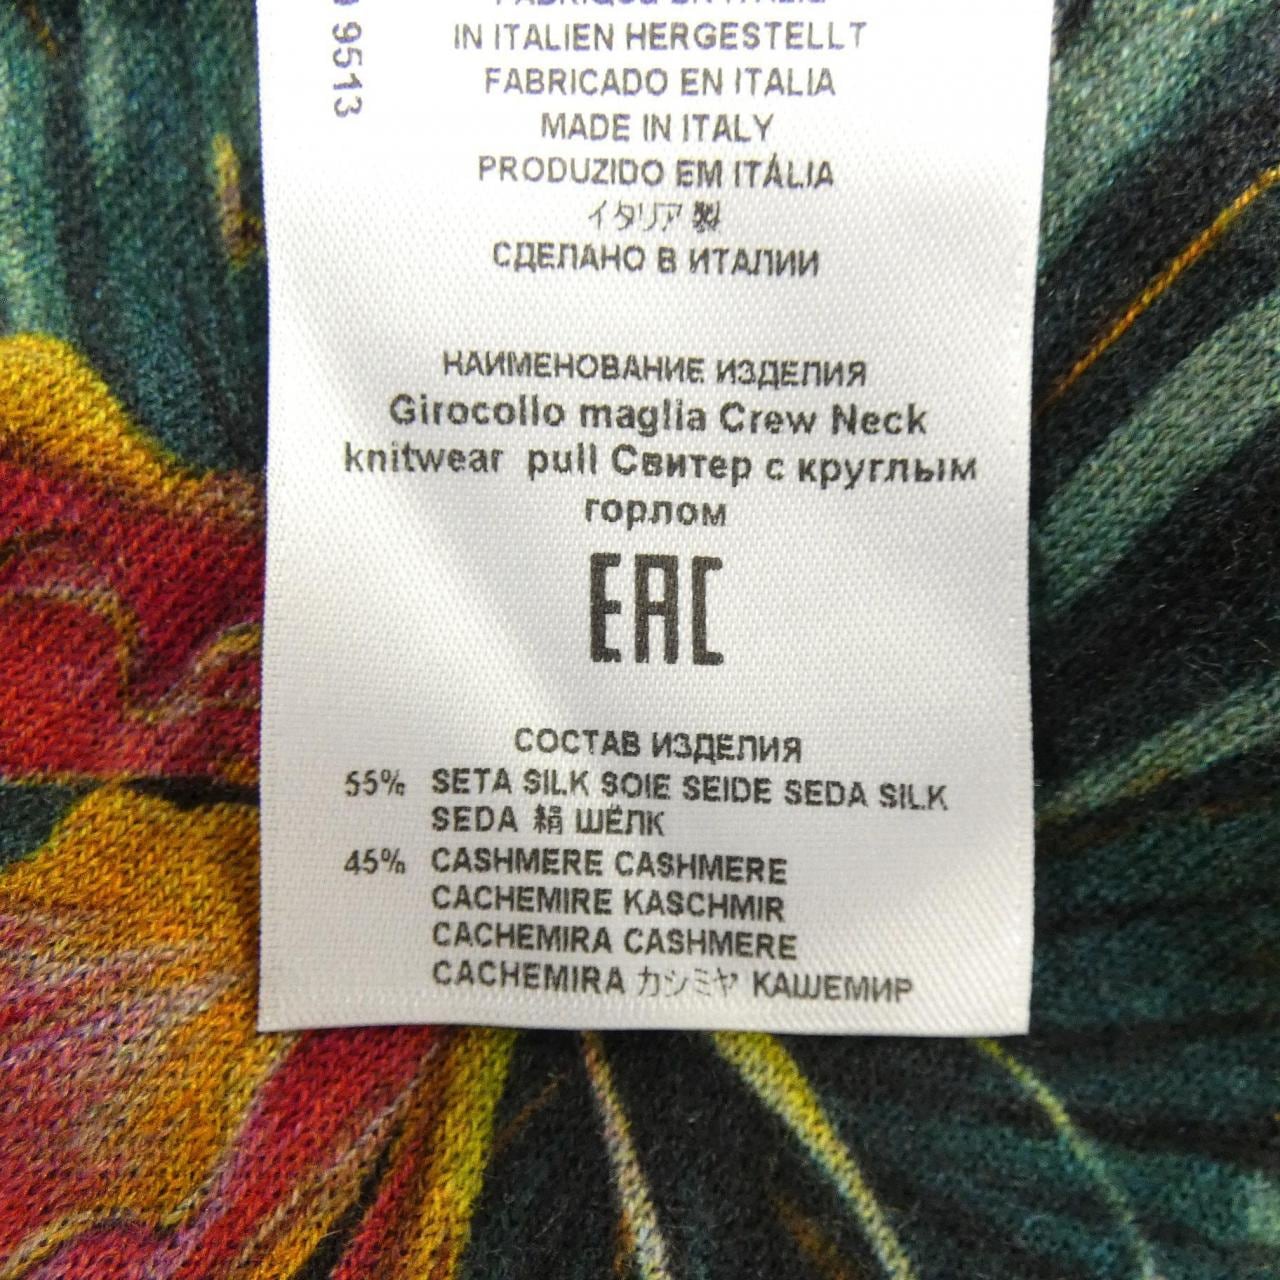 9513
FABRIQUÉ EN ITALIE
IN ITALIEN HERGESTELLT
FABRICADO EN ITALIA
MADE IN ITALY
PRODUZIDO EM ITÁLIA
イタリア製
СДЕЛАНО В ИТАЛИИ
НАИМЕНОВАНИЕ ИЗДЕЛИЯ
Girocollo maglia Crew Neck
knitwear pull Свитер с круглым
горлом
EAC
СОСТАВ ИЗДЕЛИЯ
55% SETA SILK SOIE SEIDE SEDA SILK
SEDA 絹 ШЁЛК
45% CASHMERE CASHMERE
CACHEMIRE KASCHMIR
CACHEMIRA CASHMERE
CACHEMIRA カシミヤ КАШЕМИР